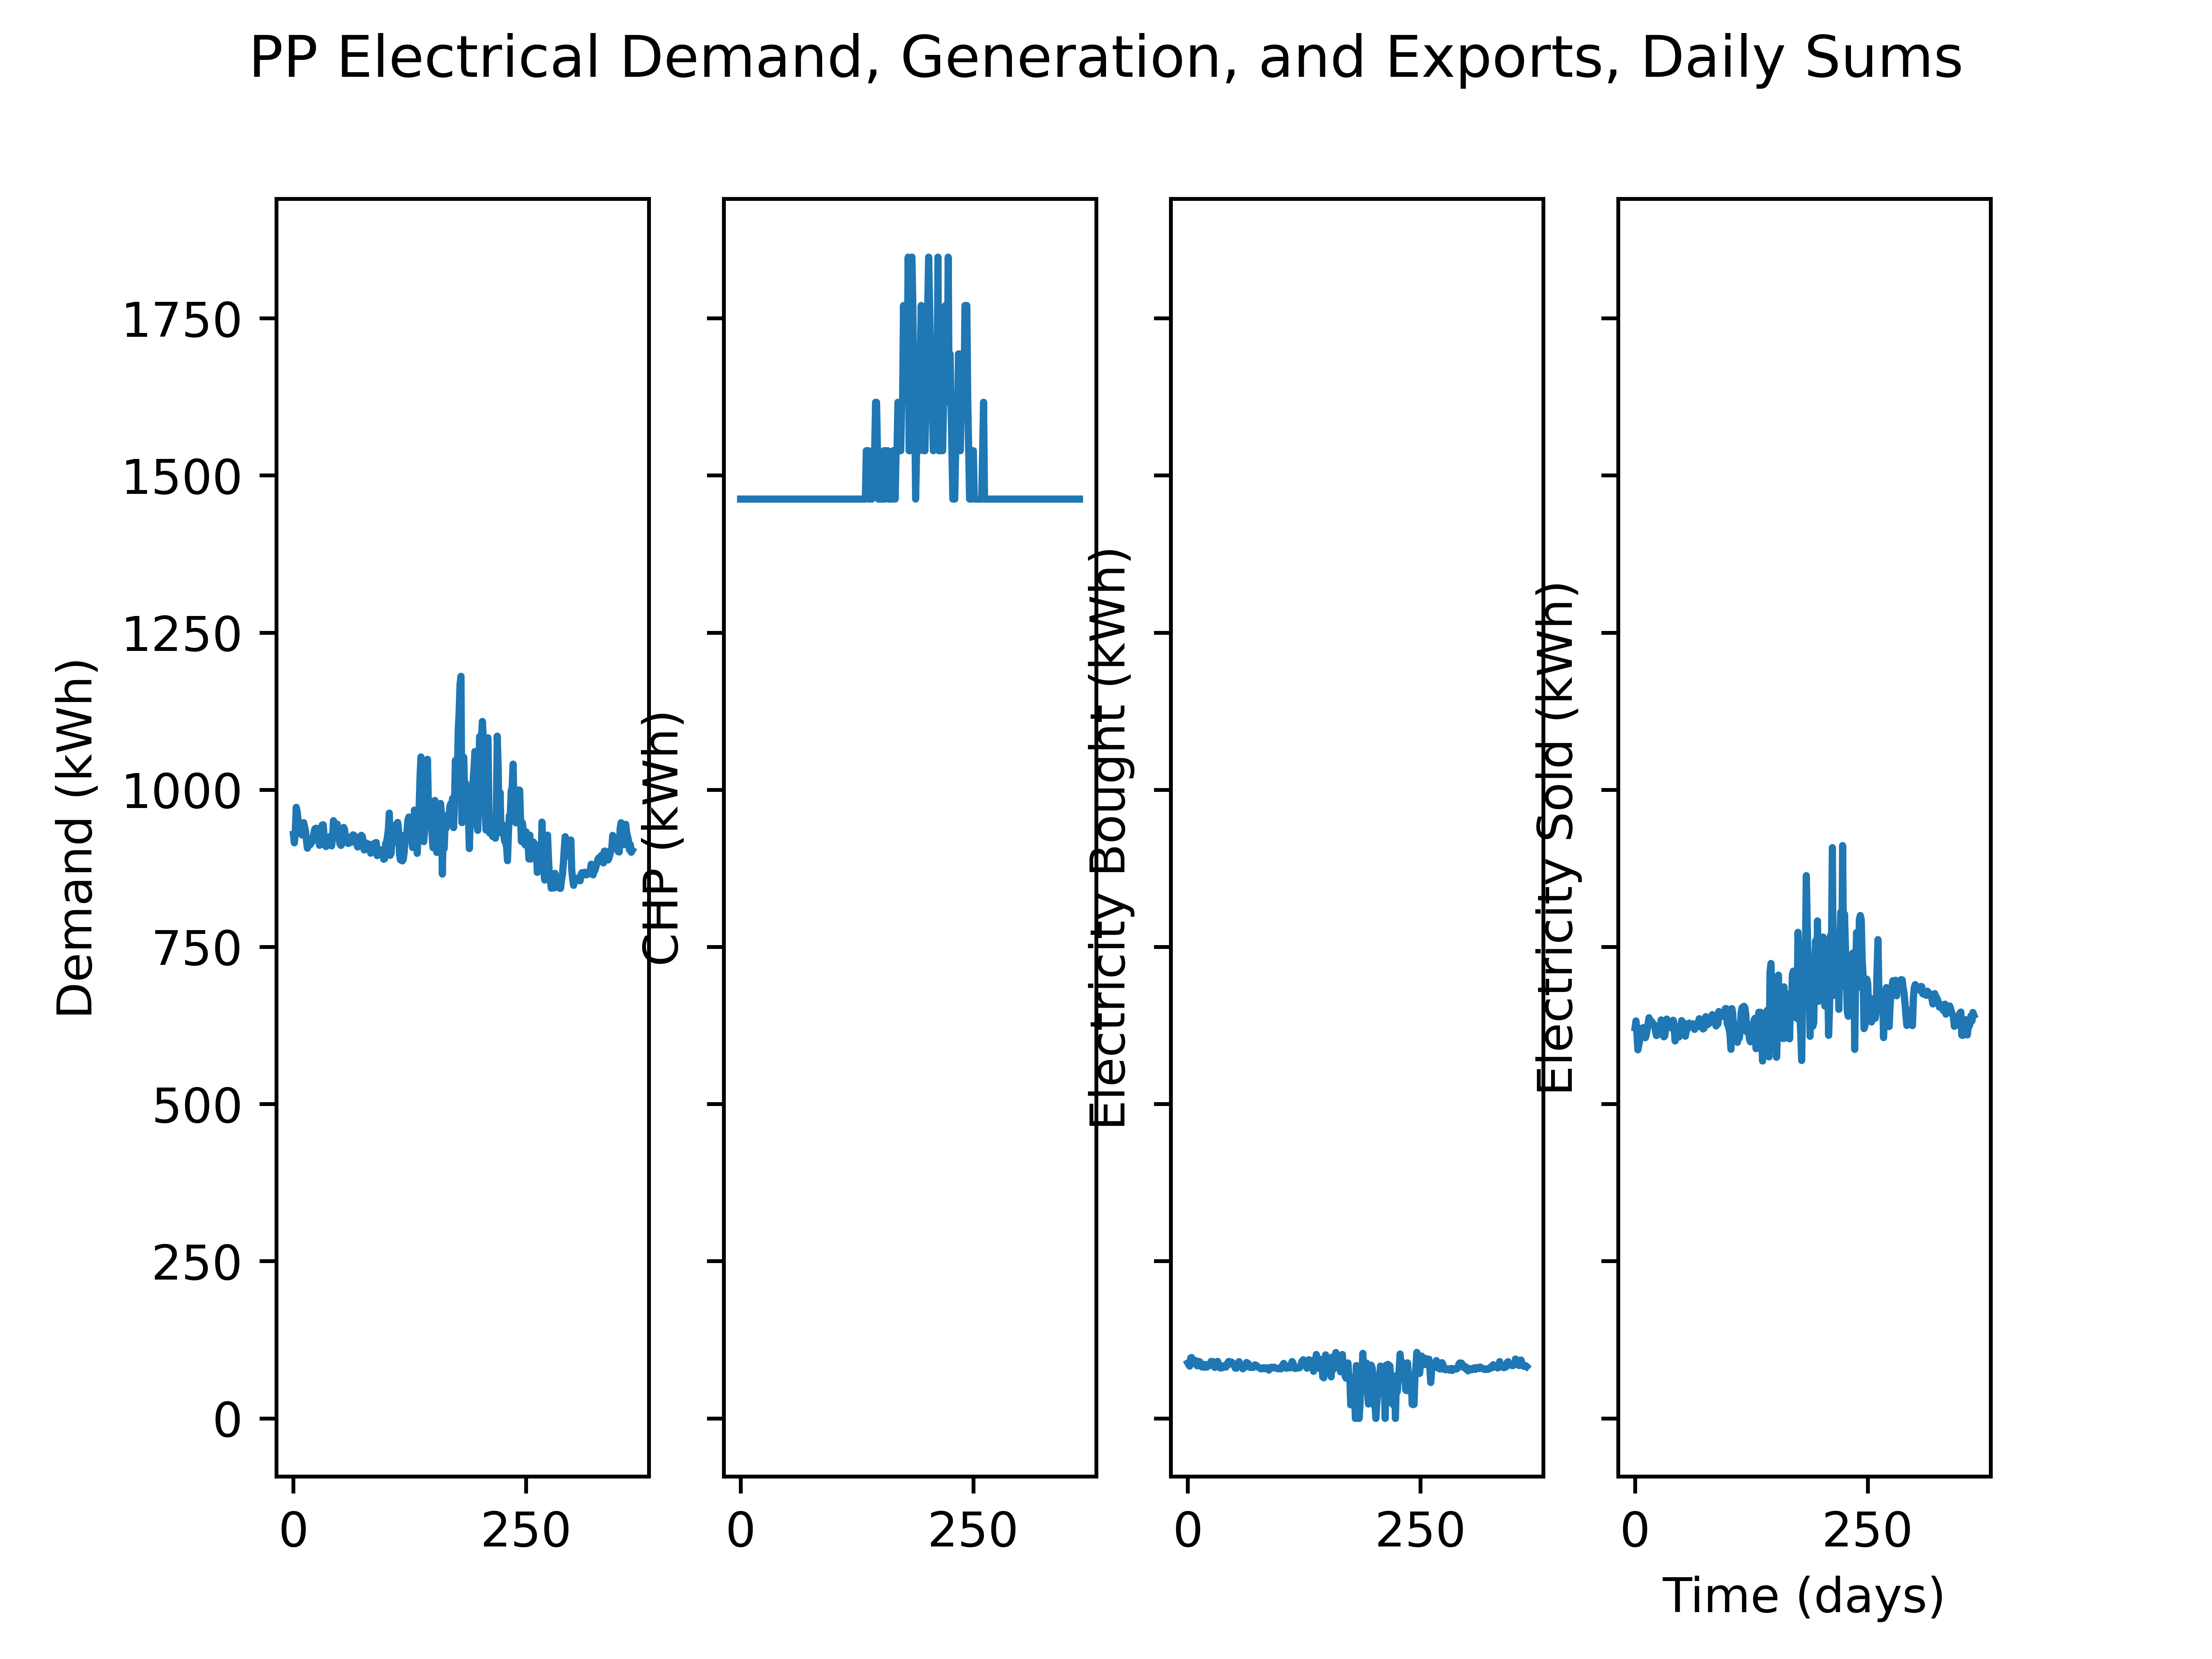 PP Electrical Demand, Generation, and Exports, Daily Sums
Demand (kWh)
1750
1500
1250
1000
750
500
250
0
CHP (kWh)
Electricity Bought (kWh)
Electricity Sold (kWh)
0 250 0 250 0 250 0 250
Time (days)